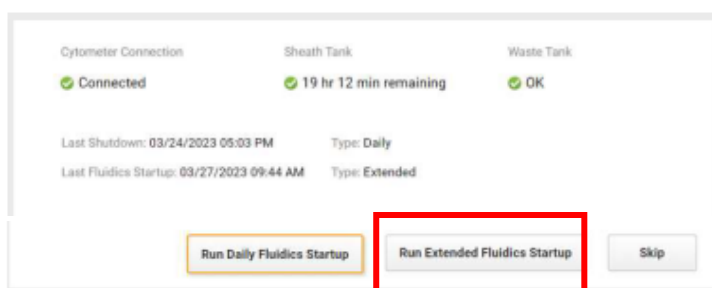 Cytometer Connection Sheath Tank Waste Tank
Connected 19 hr 12 min remaining OK
Last Shutdown: 03/24/2023 05:03 PM Type: Daily
Last Fluidics Startup: 03/27/2023 09:44 AM Type: Extended
Run Daily Fluidics Startup Run Extended Fluidics Startup Skip